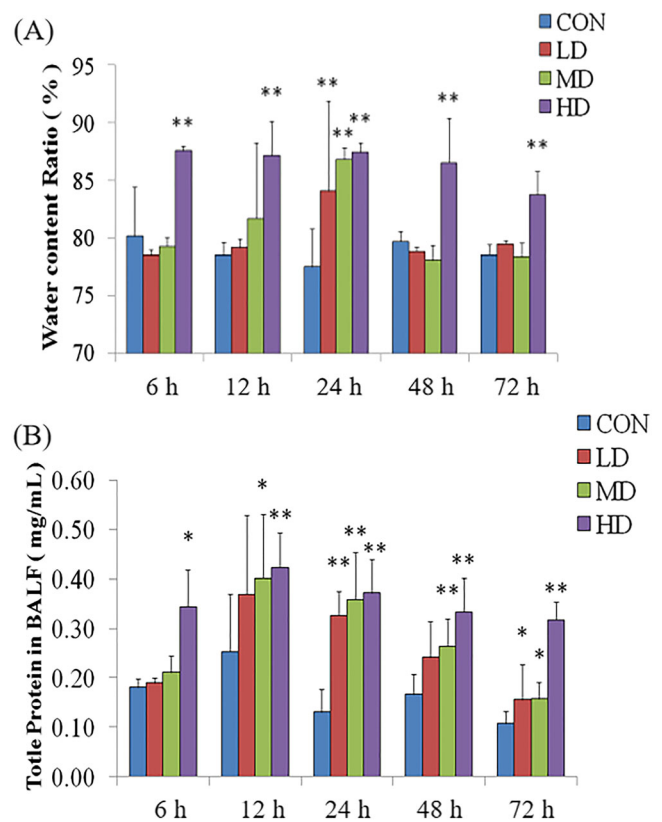 (A)
CON
LD
MD
HD
Water content Ratio ( % )
95
90
85
80
75
70
**
**
**
**
**
**
**
6 h
12 h
24 h
48 h
72 h
(B)
CON
LD
MD
HD
Totle Protein in BALF ( mg/mL)
0.60
0.50
0.40
0.30
0.20
0.10
0.00
*
*
**
**
**
**
**
**
*
*
**
6 h
12 h
24 h
48 h
72 h